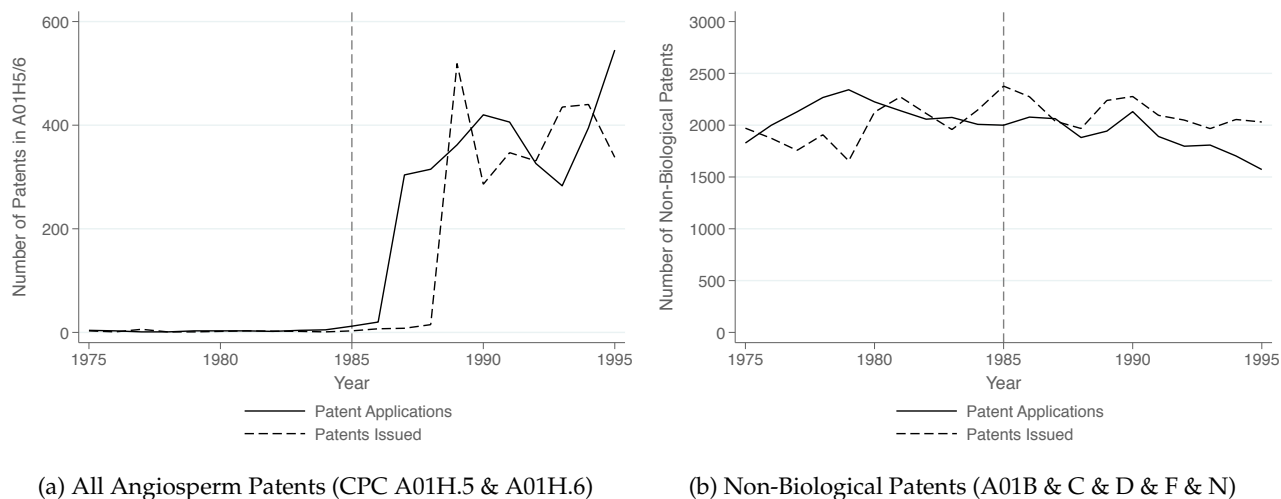 Number of Patents in A01H5/6
600
400
200
0
1975
1980
1985
1990
1995
Year
Patent Applications
Patents Issued
(a) All Angiosperm Patents (CPC A01H.5 & A01H.6)
Number of Non-Biological Patents
3000
2500
2000
1500
1000
500
0
1975
1980
1985
1990
1995
Year
Patent Applications
Patents Issued
(b) Non-Biological Patents (A01B & C & D & F & N)